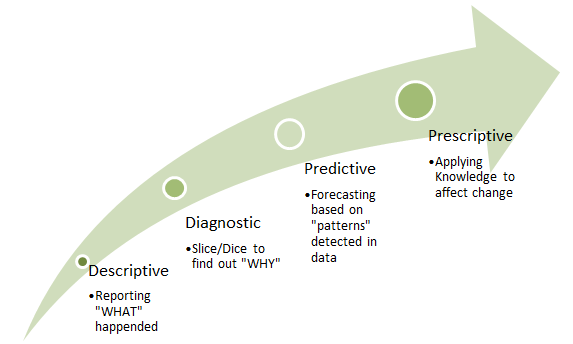 Prescriptive
•Applying
Knowledge to
affect change
Predictive
•Forecasting
based on
"patterns"
detected in
data
Diagnostic
•Slice/Dice to
find out "WHY"
Descriptive
•Reporting
"WHAT"
happended